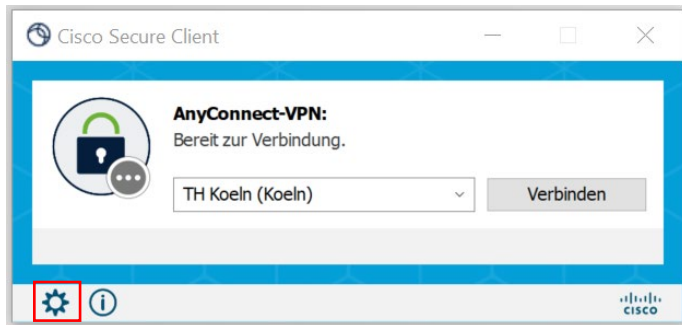 Cisco Secure Client
AnyConnect-VPN:
Bereit zur Verbindung.
TH Koeln (Koeln)
Verbinden
CISCO